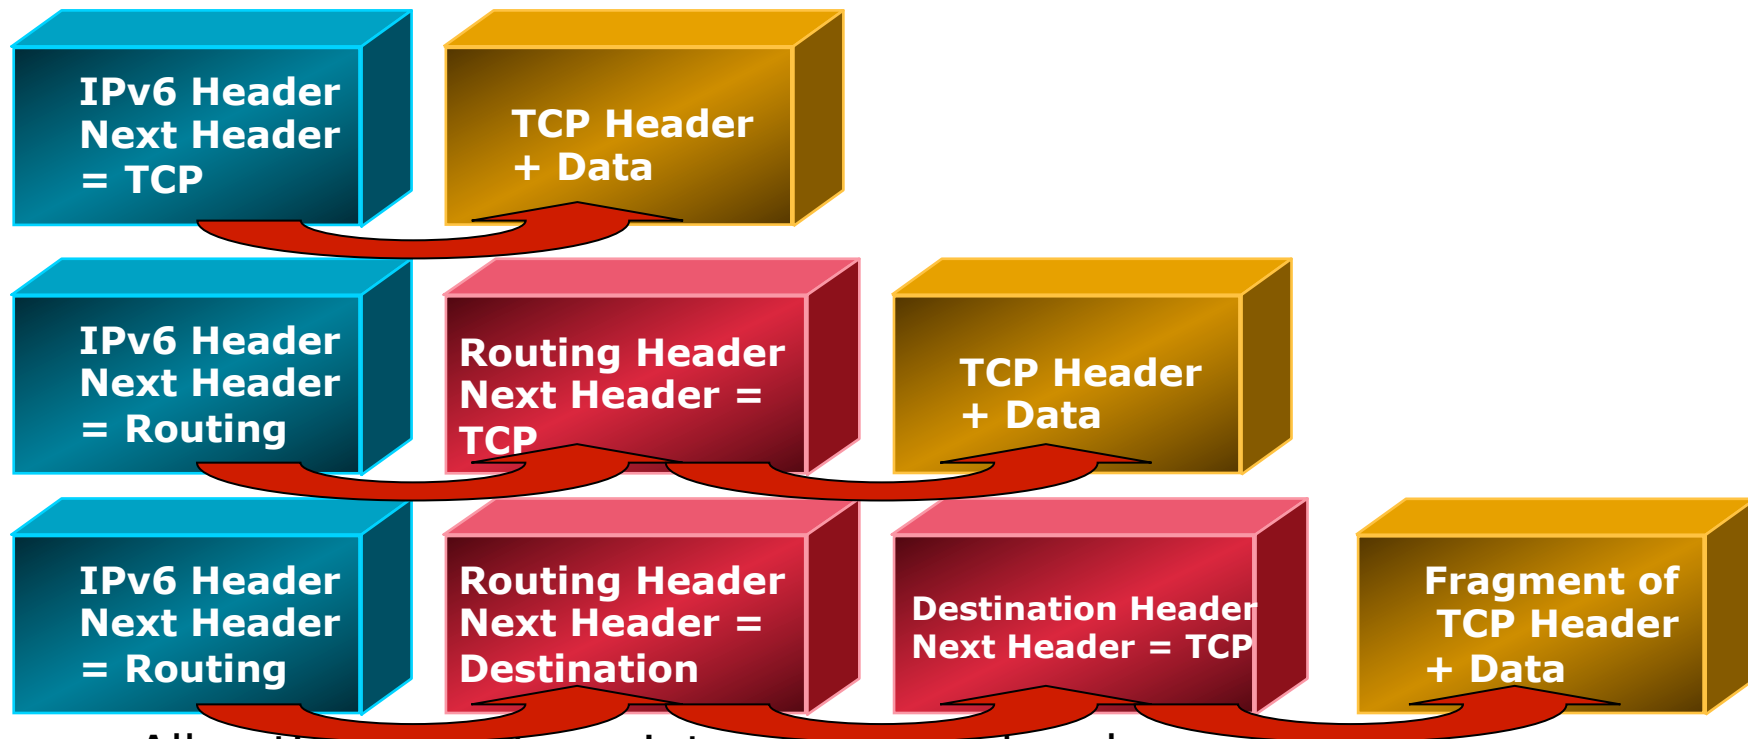 IPv6 Header
Next Header
= TCP
TCP Header
+ Data
IPv6 Header
Next Header
= Routing
Routing Header
Next Header =
TCP
TCP Header
+ Data
IPv6 Header
Next Header
= Routing
Routing Header
Next Header =
Destination
Destination Header
Next Header = TCP
Fragment of
TCP Header
+ Data